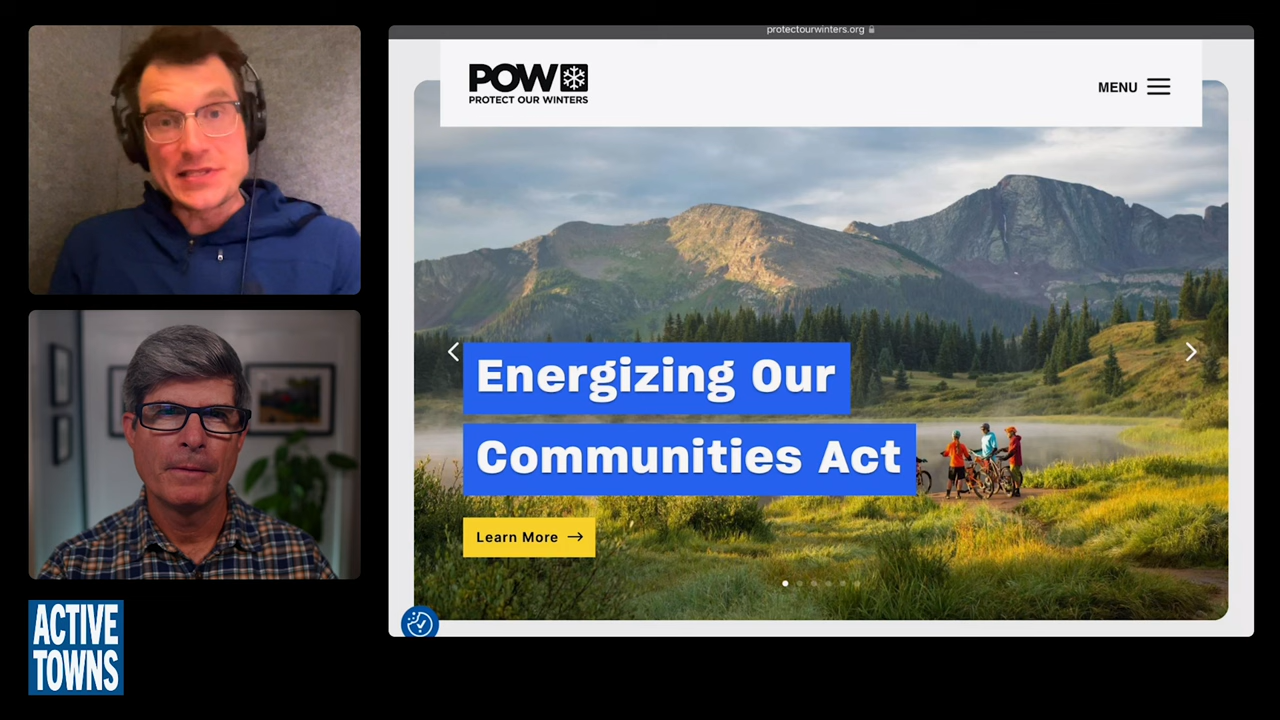 protectourwinters.org
POW
PROTECT OUR WINTERS
MENU
Energizing Our
Communities Act
Learn More
ACTIVE
TOWNS